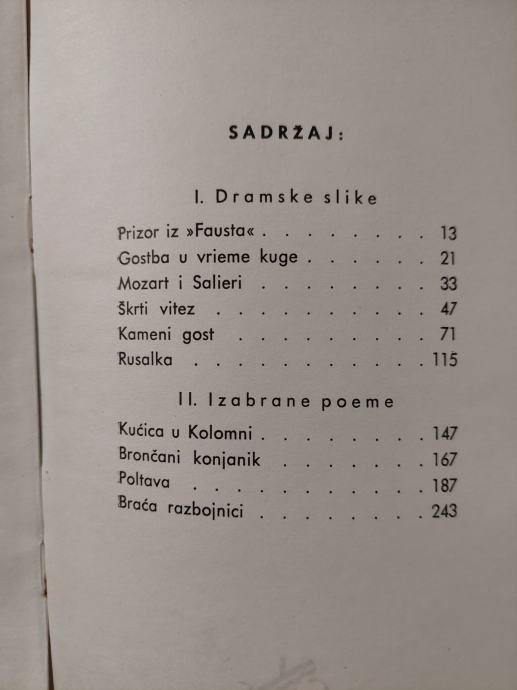 SADRŽAJ:
I. Dramske slike
Prizor iz »Fausta« . . . . . . . . 13
Gostba u vrieme kuge . . . . . . 21
Mozart i Salieri . . . . . . . . 33
Škrti vitez . . . . . . . . . . 47
Kameni gost . . . . . . . . . 71
Rusalka . . . . . . . . . . . 115
II. Izabrane poeme
Kućica u Kolomni . . . . . . . . 147
Brončani konjanik . . . . . . . 167
Poltava . . . . . . . . . . . 187
Braća razbojnici . . . . . . . . 243